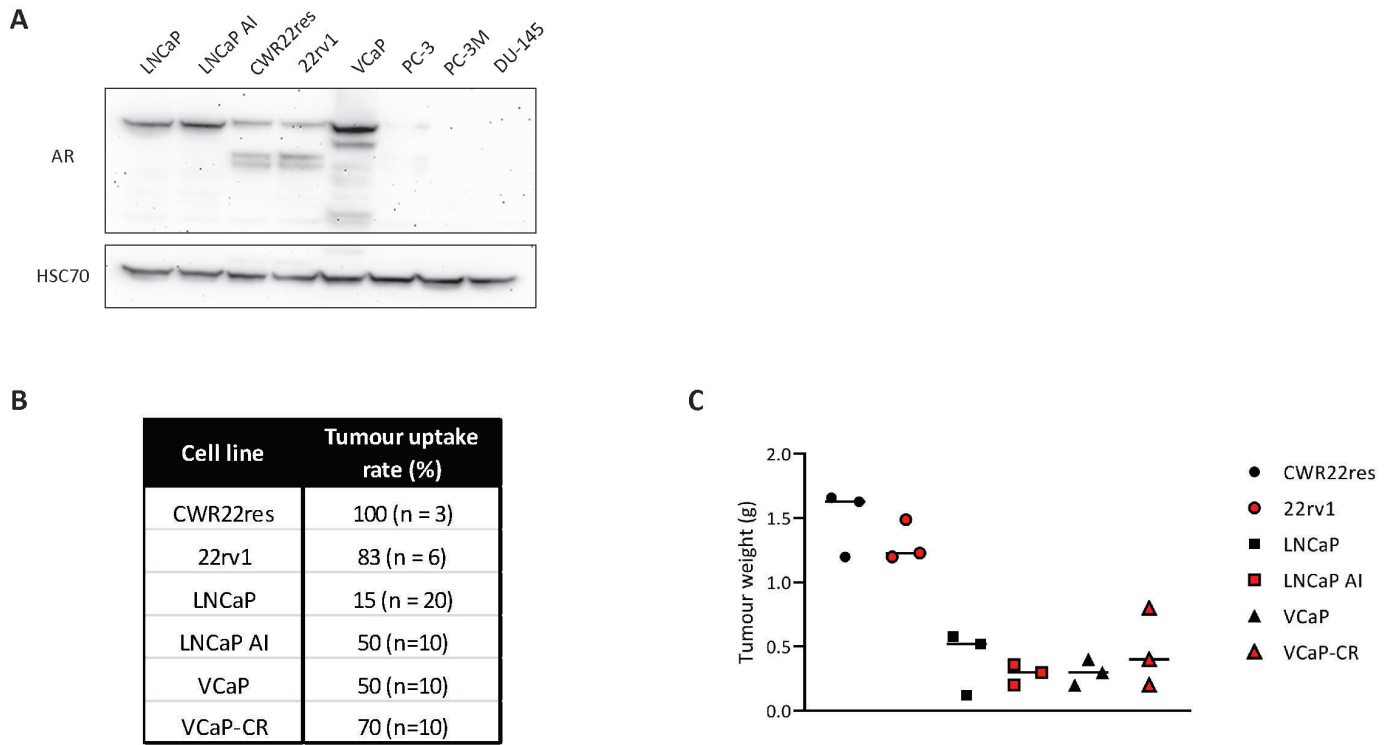 A
LNCaP
LNCaP AI
CWR22res
22rv1
VCaP
PC-3
PC-3M
DU-145
AR
HSC70
B
Cell line
Tumour uptake
rate (%)
CWR22res
100 (n = 3)
22rv1
83 (n = 6)
LNCaP
15 (n = 20)
LNCaP AI
50 (n=10)
VCaP
50 (n=10)
VCaP-CR
70 (n=10)
C
Tumour weight (g)
2.0
1.5
1.0
0.5
0.0
CWR22res
22rv1
LNCaP
LNCaP AI
VCaP
VCaP-CR